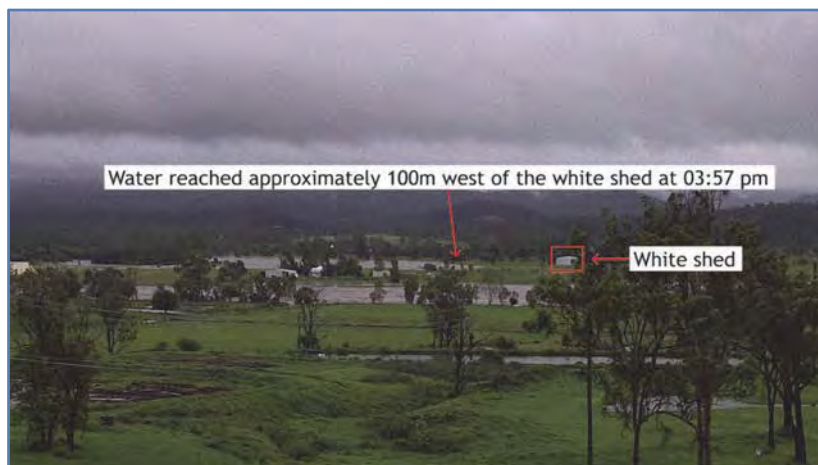 Water reached approximately 100m west of the white shed at 03:57 pm
White shed